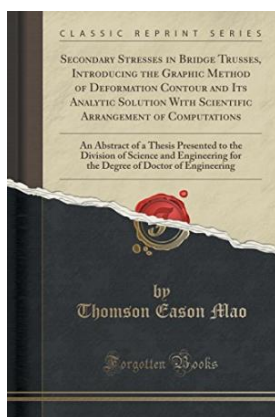 CLASSIC REPRINT SERIES
SECONDARY STRESSES IN BRIDGE TRUSSES,
INTRODUCING THE GRAPHIC METHOD
OF DEFORMATION CONTOUR AND ITS
ANALYTIC SOLUTION WITH SCIENTIFIC
ARRANGEMENT OF COMPUTATIONS
An Abstract of a Thesis Presented to the
Division of Science and Engineering for
the Degree of Doctor of Engineering
by
Thomson Eason Mao
Forgotten Books